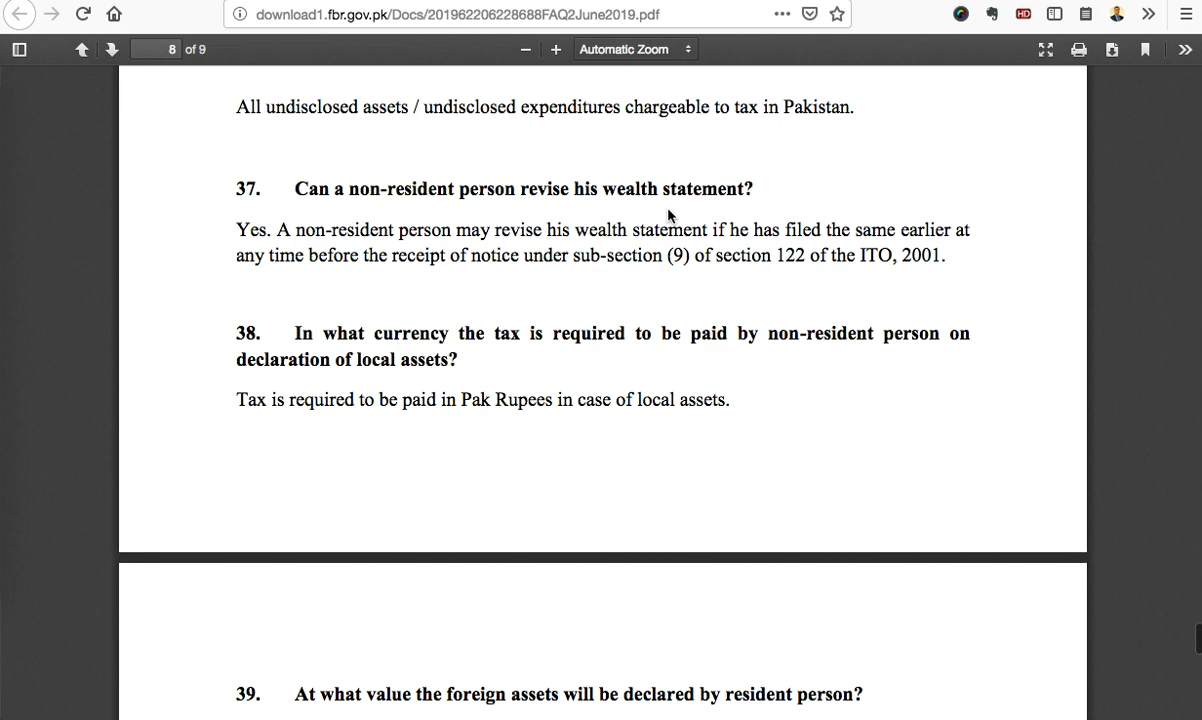 download1.fbr.gov.pk/Docs/201962206228688FAQ2June2019.pdf
HD
8 of 9
Automatic Zoom
All undisclosed assets / undisclosed expenditures chargeable to tax in Pakistan.
37. Can a non-resident person revise his wealth statement?
Yes. A non-resident person may revise his wealth statement if he has filed the same earlier at
any time before the receipt of notice under sub-section (9) of section 122 of the ITO, 2001.
38. In what currency the tax is required to be paid by non-resident person on
declaration of local assets?
Tax is required to be paid in Pak Rupees in case of local assets.
39. At what value the foreign assets will be declared by resident person?